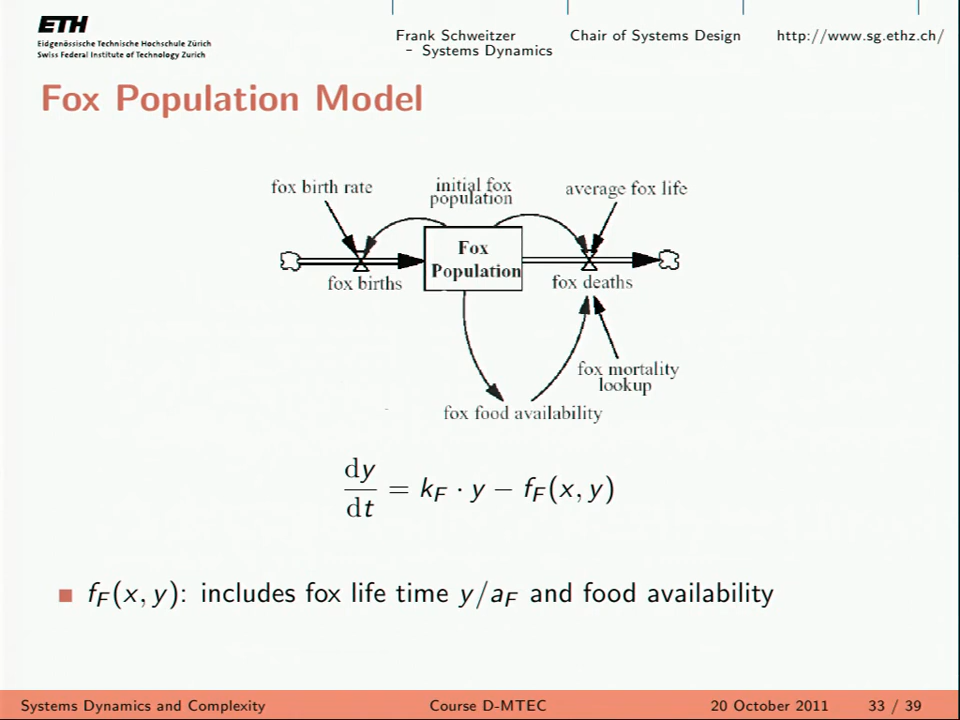 ETH
Eidgenössische Technische Hochschule Zürich
Swiss Federal Institute of Technology Zurich
Frank Schweitzer
– Systems Dynamics
Chair of Systems Design
http://www.sg.ethz.ch/
Fox Population Model
fox birth rate
initial fox
population
average fox life
Fox
Population
fox births
fox deaths
fox mortality
lookup
fox food availability
dy/dt = k_F · y − f_F(x, y)
■ f_F(x, y): includes fox life time y/a_F and food availability
Systems Dynamics and Complexity
Course D-MTEC
20 October 2011
33 / 39